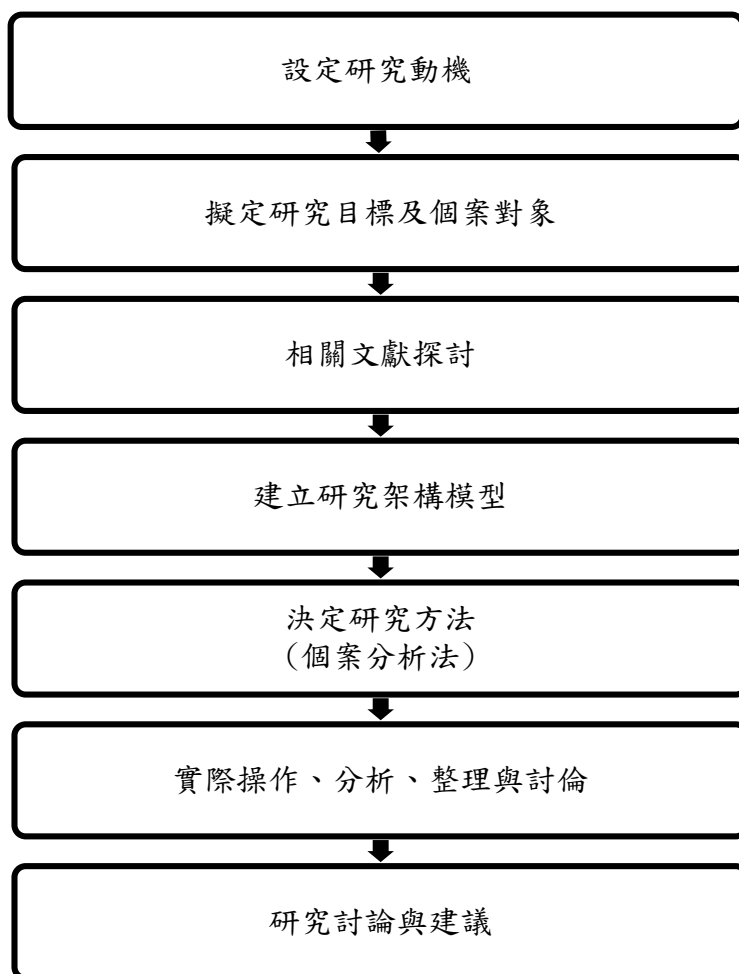 設定研究動機
擬定研究目標及個案對象
相關文獻探討
建立研究架構模型
決定研究方法
(個案分析法)
實際操作、分析、整理與討倫
研究討論與建議